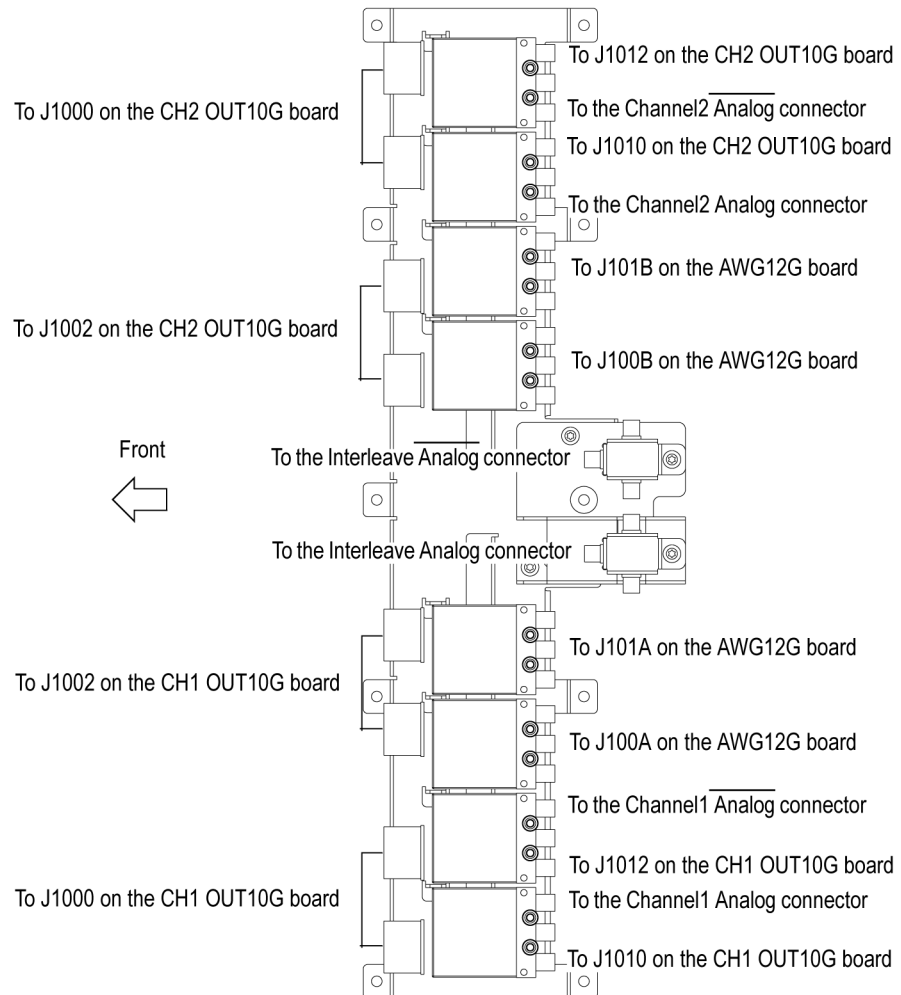 To J1012 on the CH2 OUT10G board
To J1000 on the CH2 OUT10G board
To the Channel2 A̅n̅a̅l̅o̅g̅ connector
To J1010 on the CH2 OUT10G board
To the Channel2 Analog connector
To J101B on the AWG12G board
To J1002 on the CH2 OUT10G board
To J100B on the AWG12G board
Front
To the Interleave A̅n̅a̅l̅o̅g̅ connector
To the Interleave Analog connector
To J101A on the AWG12G board
To J1002 on the CH1 OUT10G board
To J100A on the AWG12G board
To the Channel1 A̅n̅a̅l̅o̅g̅ connector
To J1012 on the CH1 OUT10G board
To J1000 on the CH1 OUT10G board
To the Channel1 Analog connector
To J1010 on the CH1 OUT10G board